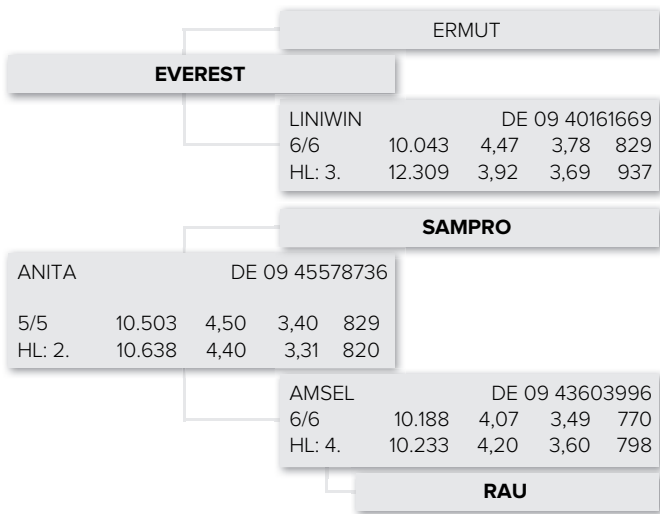 ERMUT
EVEREST
LINIWIN DE 09 40161669
6/6 10.043 4,47 3,78 829
HL: 3. 12.309 3,92 3,69 937
SAMPRO
ANITA DE 09 45578736
5/5 10.503 4,50 3,40 829
HL: 2. 10.638 4,40 3,31 820
AMSEL DE 09 43603996
6/6 10.188 4,07 3,49 770
HL: 4. 10.233 4,20 3,60 798
RAU